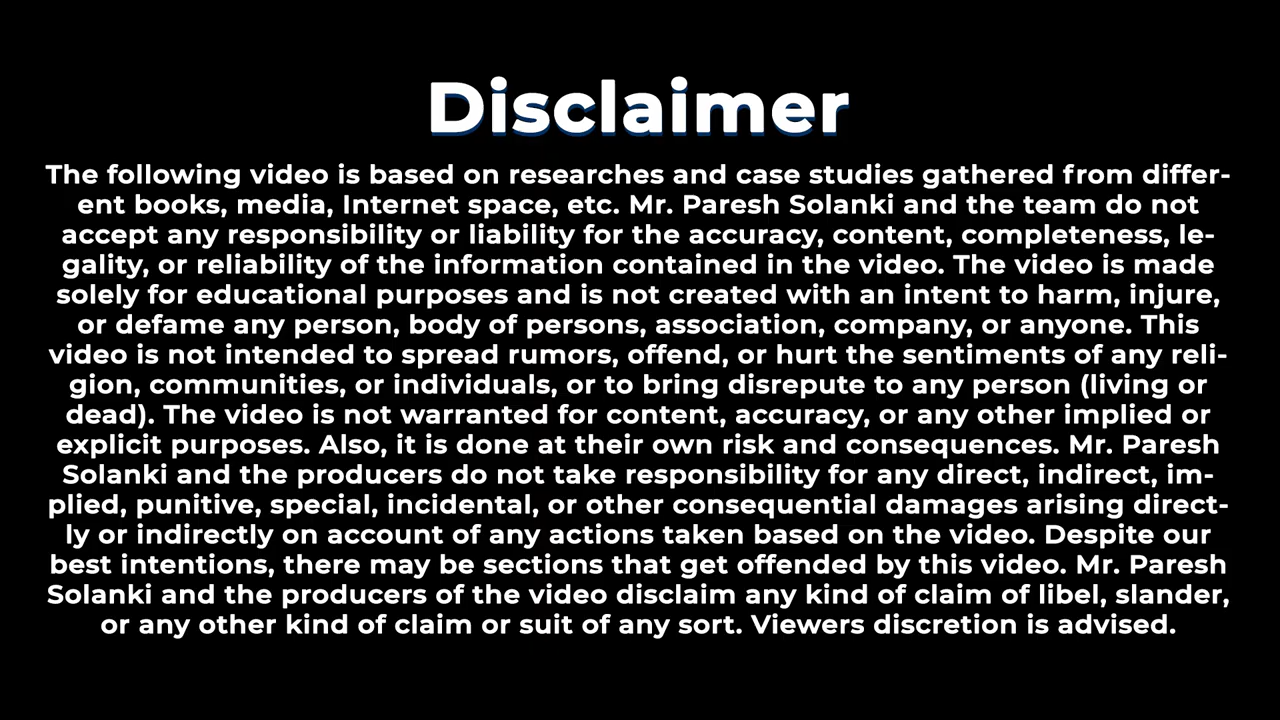 Disclaimer
The following video is based on researches and case studies gathered from differ-
ent books, media, Internet space, etc. Mr. Paresh Solanki and the team do not
accept any responsibility or liability for the accuracy, content, completeness, le-
gality, or reliability of the information contained in the video. The video is made
solely for educational purposes and is not created with an intent to harm, injure,
or defame any person, body of persons, association, company, or anyone. This
video is not intended to spread rumors, offend, or hurt the sentiments of any reli-
gion, communities, or individuals, or to bring disrepute to any person (living or
dead). The video is not warranted for content, accuracy, or any other implied or
explicit purposes. Also, it is done at their own risk and consequences. Mr. Paresh
Solanki and the producers do not take responsibility for any direct, indirect, im-
plied, punitive, special, incidental, or other consequential damages arising direct-
ly or indirectly on account of any actions taken based on the video. Despite our
best intentions, there may be sections that get offended by this video. Mr. Paresh
Solanki and the producers of the video disclaim any kind of claim of libel, slander,
or any other kind of claim or suit of any sort. Viewers discretion is advised.